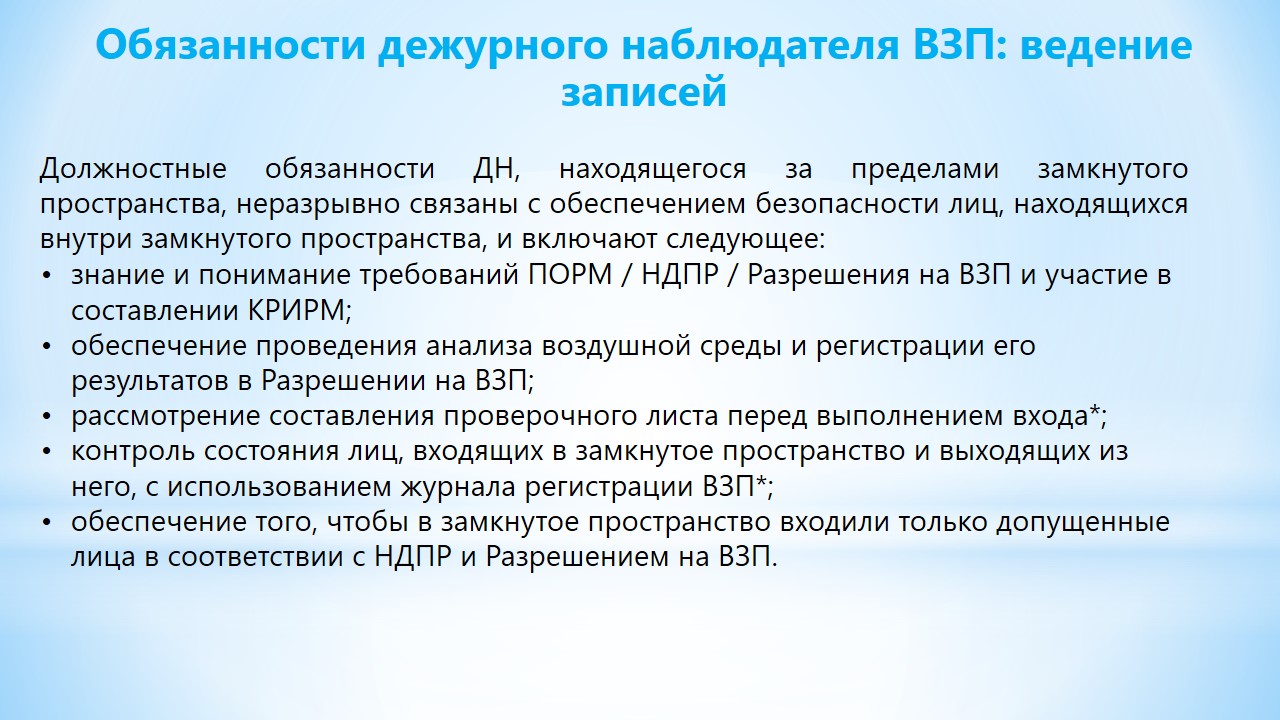 Обязанности дежурного наблюдателя ВЗП: ведение
записей
Должностные обязанности ДН, находящегося за пределами замкнутого
пространства, неразрывно связаны с обеспечением безопасности лиц, находящихся
внутри замкнутого пространства, и включают следующее:
• знание и понимание требований ПОРМ / НДПР / Разрешения на ВЗП и участие в
составлении КРИРМ;
• обеспечение проведения анализа воздушной среды и регистрации его
результатов в Разрешении на ВЗП;
• рассмотрение составления проверочного листа перед выполнением входа*;
• контроль состояния лиц, входящих в замкнутое пространство и выходящих из
него, с использованием журнала регистрации ВЗП*;
• обеспечение того, чтобы в замкнутое пространство входили только допущенные
лица в соответствии с НДПР и Разрешением на ВЗП.